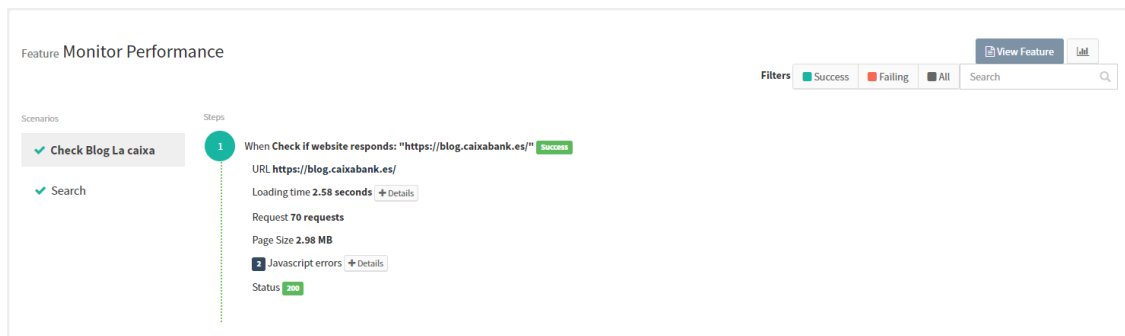 Feature Monitor Performance
View Feature
Filters Success Failing All Search
Scenarios
Steps
Check Blog La caixa
Search
1
When Check if website responds: "https://blog.caixabank.es/" Success
URL https://blog.caixabank.es/
Loading time 2.58 seconds + Details
Request 70 requests
Page Size 2.98 MB
2 Javascript errors + Details
Status 200